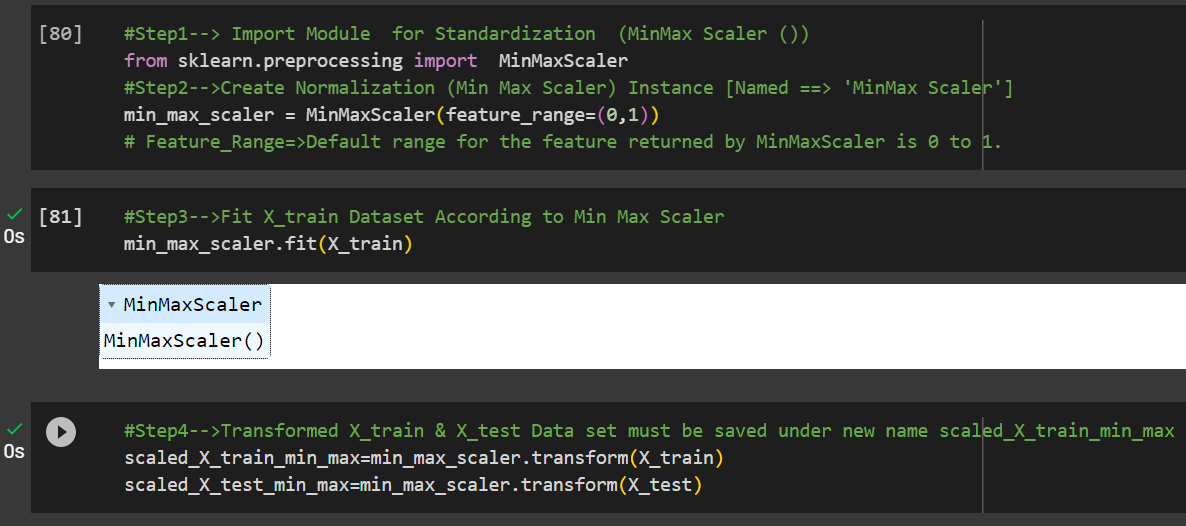 [80] #Step1--> Import Module  for Standardization  (MinMax Scaler ())
from sklearn.preprocessing import  MinMaxScaler
#Step2-->Create Normalization (Min Max Scaler) Instance [Named ==> 'MinMax Scaler']
min_max_scaler = MinMaxScaler(feature_range=(0,1))
# Feature_Range=>Default range for the feature returned by MinMaxScaler is 0 to 1.
[81] #Step3-->Fit X_train Dataset According to Min Max Scaler
0s min_max_scaler.fit(X_train)
MinMaxScaler
MinMaxScaler()
#Step4-->Transformed X_train & X_test Data set must be saved under new name scaled_X_train_min_max
0s scaled_X_train_min_max=min_max_scaler.transform(X_train)
scaled_X_test_min_max=min_max_scaler.transform(X_test)